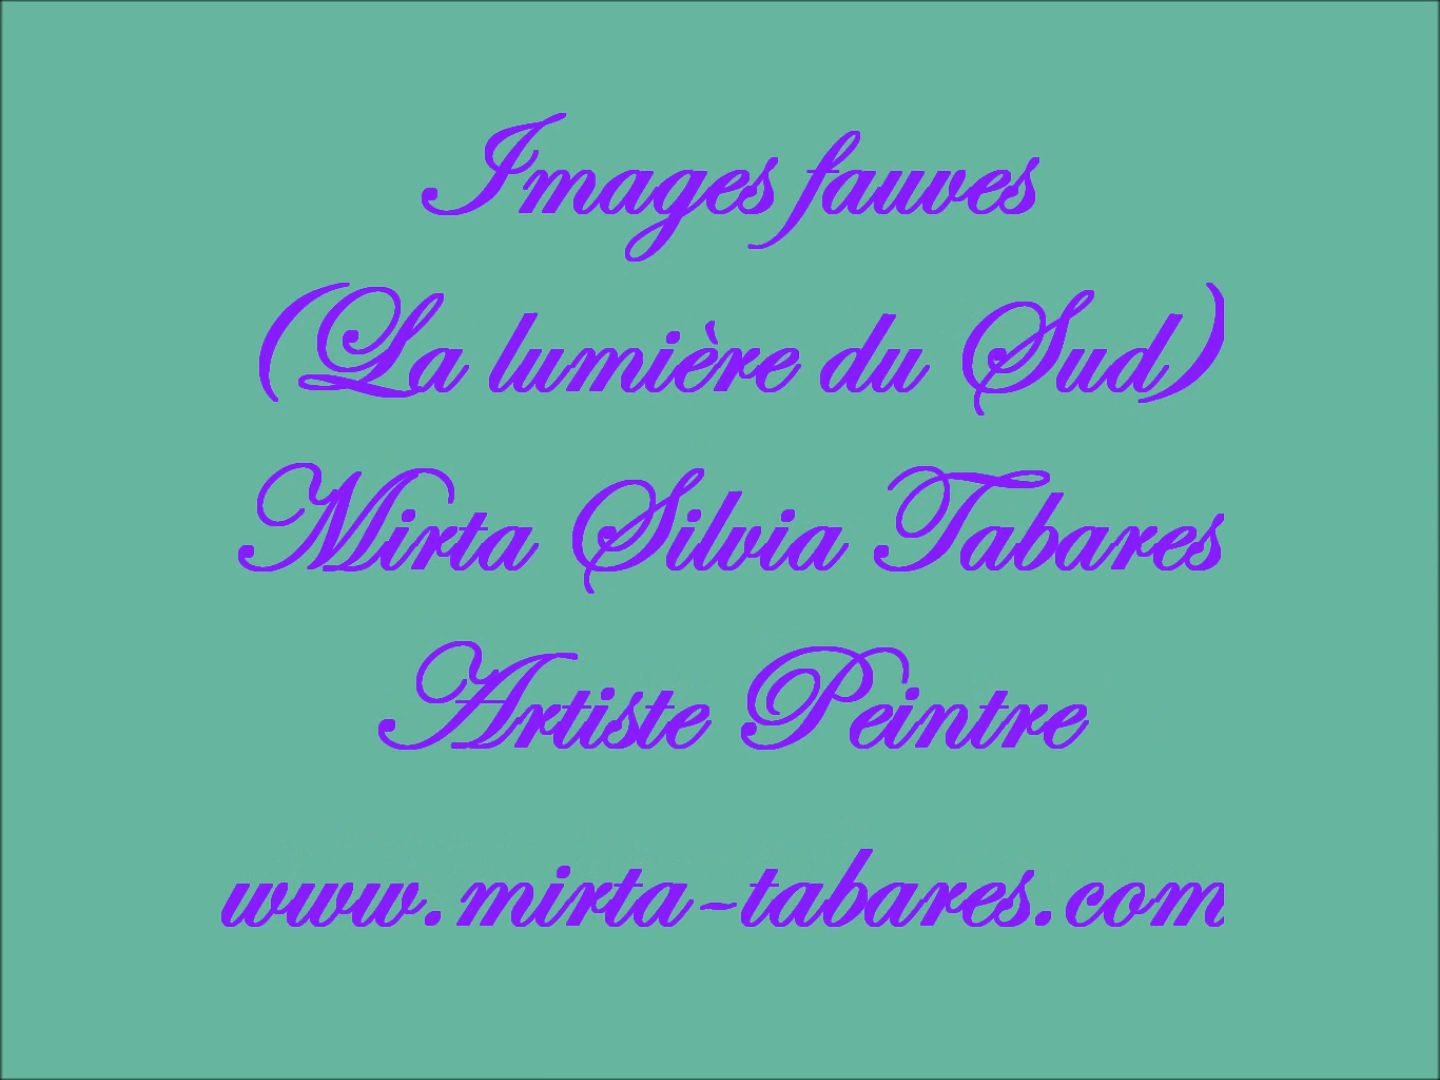 Images fauves
(La lumière du Sud)
Mirta Silvia Tabares
Artiste Peintre
www.mirta-tabares.com